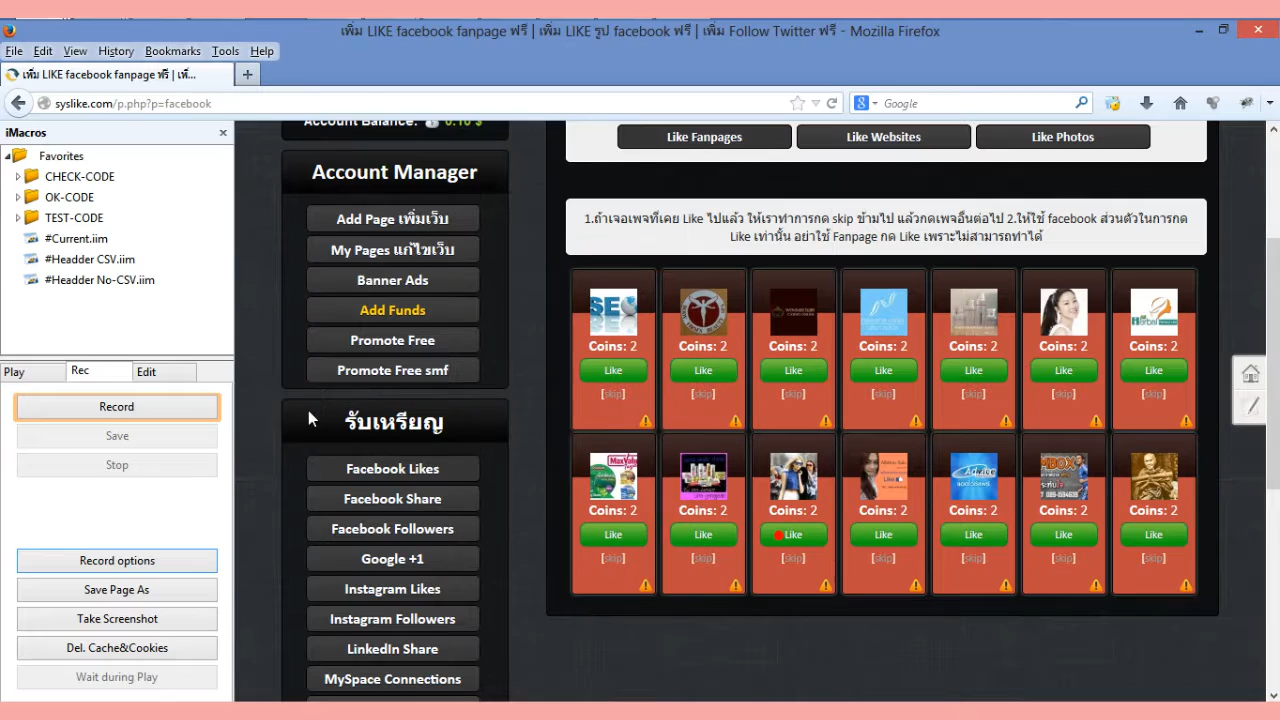 เพิ่ม LIKE facebook fanpage ฟรี | เพิ่ม LIKE รูป facebook ฟรี | เพิ่ม Follow Twitter ฟรี - Mozilla Firefox
File Edit View History Bookmarks Tools Help
เพิ่ม LIKE facebook fanpage ฟรี | เพิ่...
syslike.com/p.php?p=facebook
Google
iMacros
Favorites
CHECK-CODE
OK-CODE
TEST-CODE
#Current.iim
#Headder CSV.iim
#Headder No-CSV.iim
Play Rec Edit
Record
Save
Stop
Record options
Save Page As
Take Screenshot
Del. Cache&Cookies
Wait during Play
Account Balance: 0.10 $
Account Manager
Add Page เพิ่มเว็บ
My Pages แก้ไขเว็บ
Banner Ads
Add Funds
Promote Free
Promote Free smf
รับเหรียญ
Facebook Likes
Facebook Share
Facebook Followers
Google +1
Instagram Likes
Instagram Followers
LinkedIn Share
MySpace Connections
Like Fanpages Like Websites Like Photos
1.ถ้าเจอเพจที่เคย Like ไปแล้ว ให้เราทำการกด skip ข้ามไป แล้วกดเพจอื่นต่อไป 2.ให้ใช้ facebook ส่วนตัวในการกด
Like เท่านั้น อย่าใช้ Fanpage กด Like เพราะไม่สามารถทำได้
SEO
Coins: 2 Coins: 2 Coins: 2 Coins: 2 Coins: 2 Coins: 2 Coins: 2
Like Like Like Like Like Like Like
[skip] [skip] [skip] [skip] [skip] [skip] [skip]
Advice
Coins: 2 Coins: 2 Coins: 2 Coins: 2 Coins: 2 Coins: 2 Coins: 2
Like Like Like Like Like Like Like
[skip] [skip] [skip] [skip] [skip] [skip] [skip]